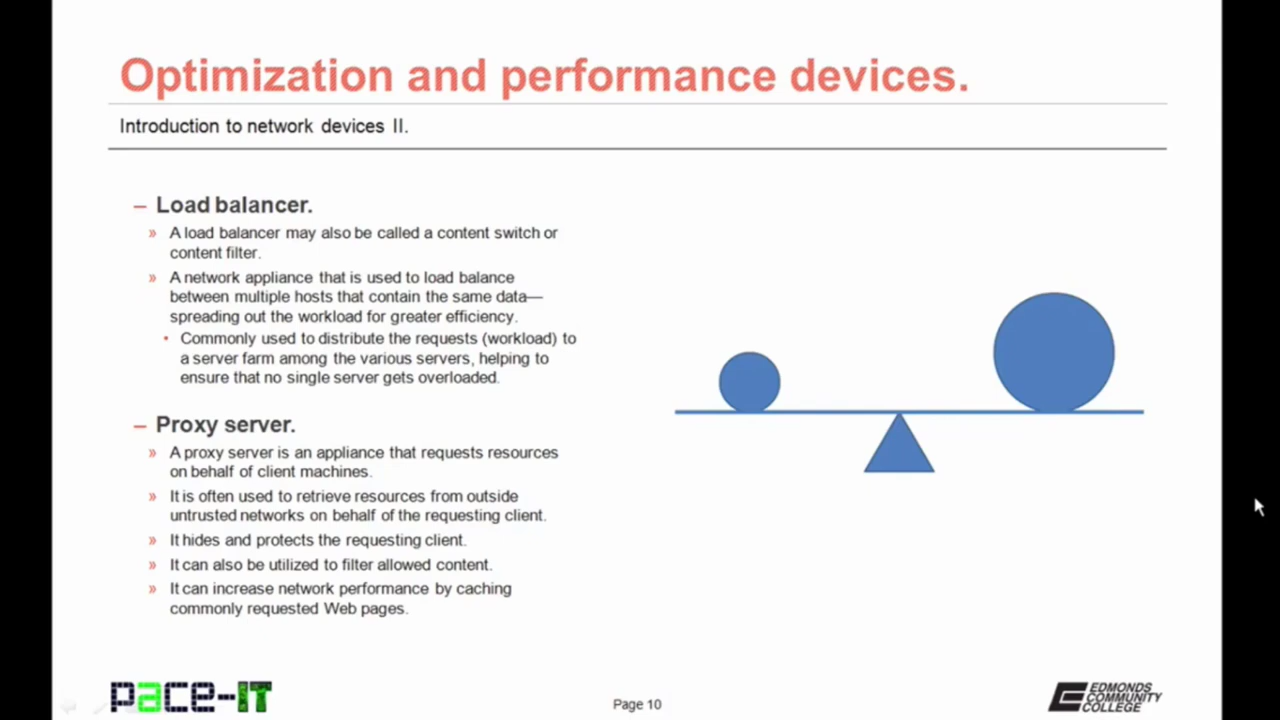 Optimization and performance devices.
Introduction to network devices II.
– Load balancer.
» A load balancer may also be called a content switch or
content filter.
» A network appliance that is used to load balance
between multiple hosts that contain the same data—
spreading out the workload for greater efficiency.
• Commonly used to distribute the requests (workload) to
a server farm among the various servers, helping to
ensure that no single server gets overloaded.
– Proxy server.
» A proxy server is an appliance that requests resources
on behalf of client machines.
» It is often used to retrieve resources from outside
untrusted networks on behalf of the requesting client.
» It hides and protects the requesting client.
» It can also be utilized to filter allowed content.
» It can increase network performance by caching
commonly requested Web pages.
pace-IT
Page 10
EDMONDS
COMMUNITY
COLLEGE